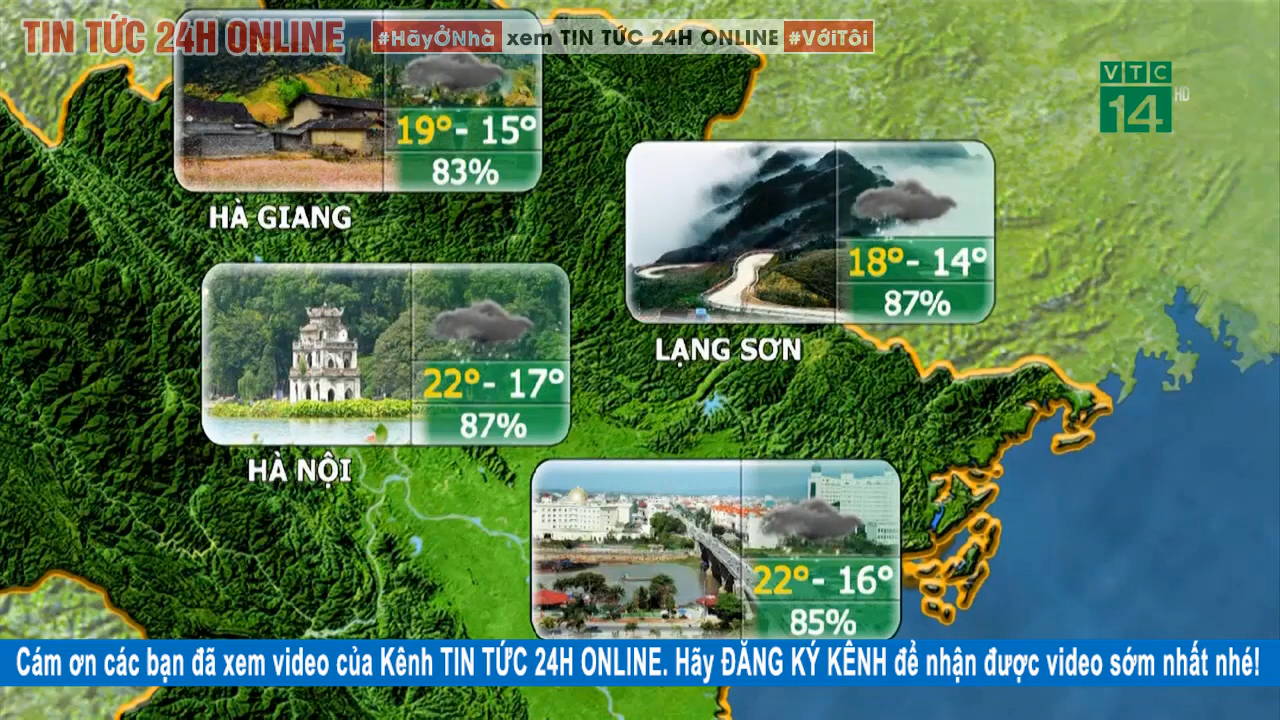 TIN TỨC 24H ONLINE
#HãyỞNhà xem TIN TỨC 24H ONLINE #VớiTôi
VTC
14 HD
19°- 15°
83%
HÀ GIANG
18°- 14°
87%
LẠNG SƠN
22°- 17°
87%
HÀ NỘI
22°- 16°
85%
Cám ơn các bạn đã xem video của Kênh TIN TỨC 24H ONLINE. Hãy ĐĂNG KÝ KÊNH để nhận được video sớm nhất nhé!